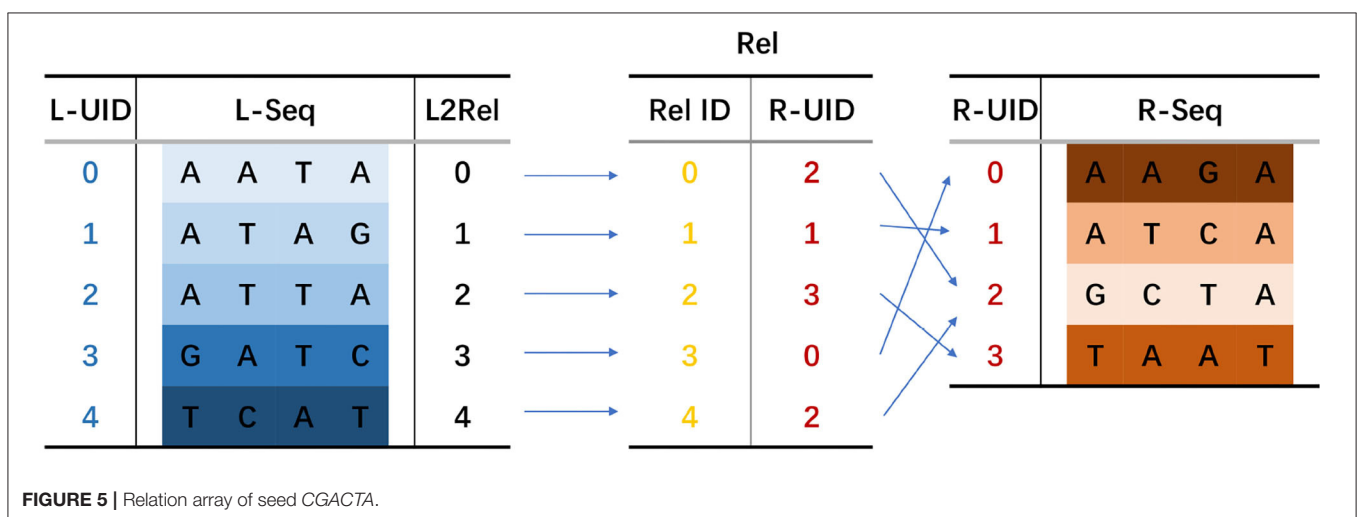 Rel
L-UID L-Seq L2Rel Rel ID R-UID R-UID R-Seq
0 A A T A 0 0 2 0 A A G A
1 A T A G 1 1 1 1 A T C A
2 A T T A 2 2 3 2 G C T A
3 G A T C 3 3 0 3 T A A T
4 T C A T 4 4 2
FIGURE 5 | Relation array of seed CGACTA.